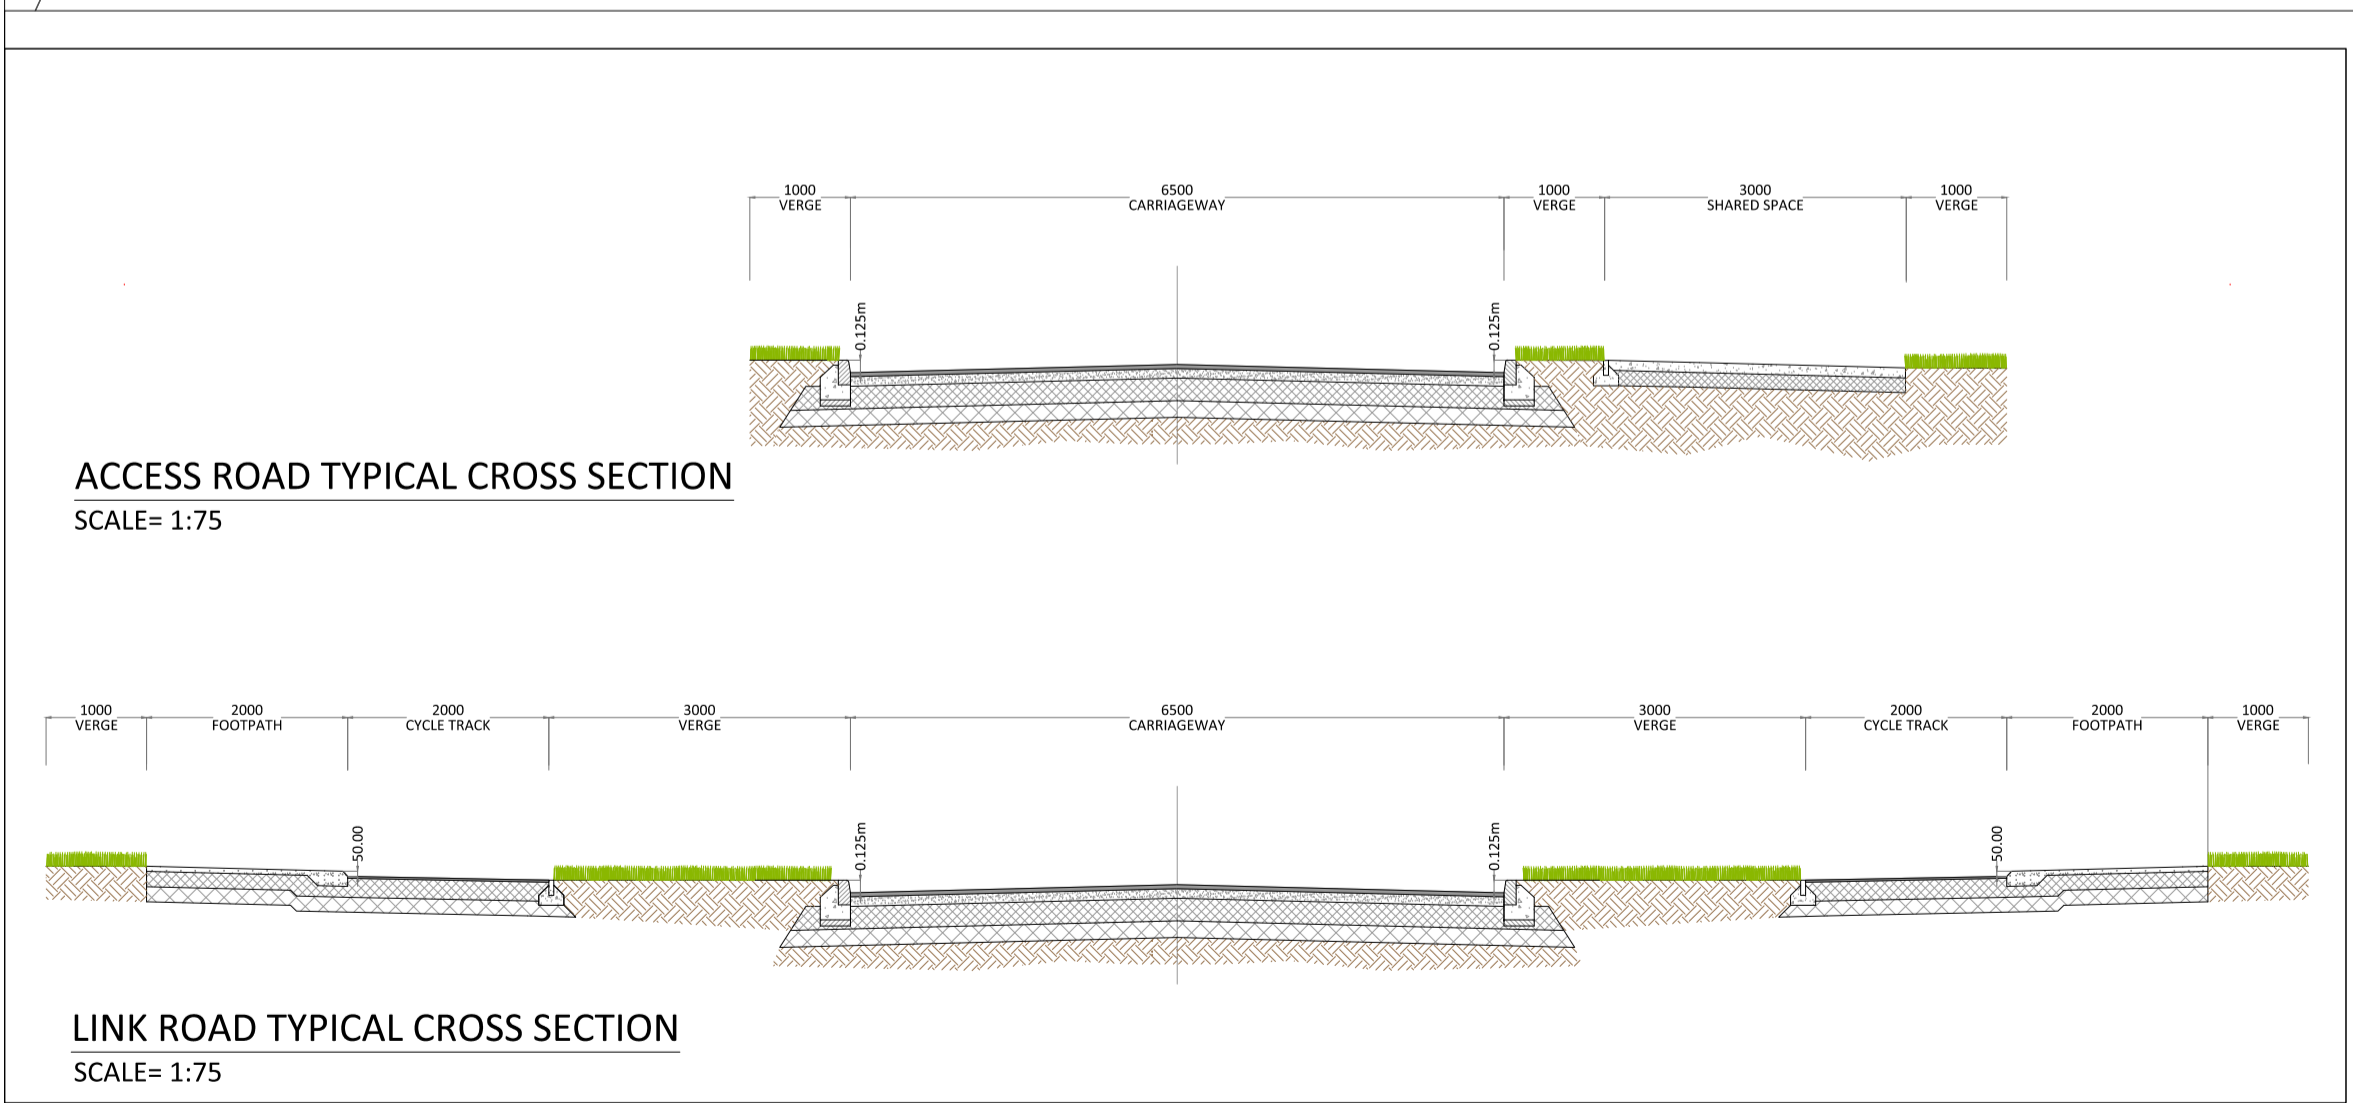 1000 6500 1000 3000 1000
VERGE CARRIAGEWAY VERGE SHARED SPACE VERGE
0.125m 0.125m
ACCESS ROAD TYPICAL CROSS SECTION
SCALE= 1:75
1000 2000 2000 3000 6500 3000 2000 2000 1000
VERGE FOOTPATH CYCLE TRACK VERGE CARRIAGEWAY VERGE CYCLE TRACK FOOTPATH VERGE
50.00 0.125m 0.125m 50.00
LINK ROAD TYPICAL CROSS SECTION
SCALE= 1:75